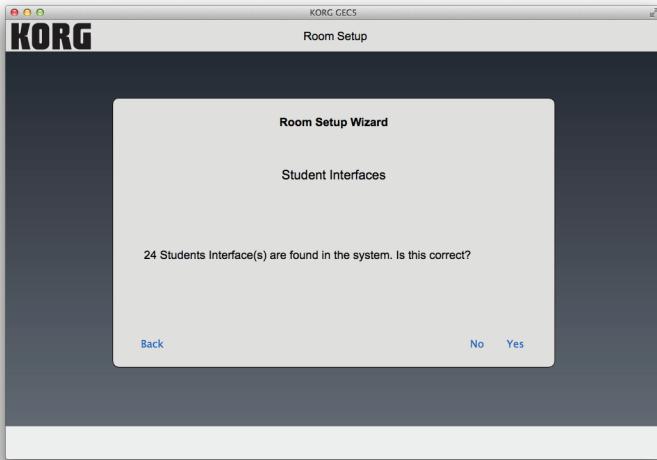 KORG GEC5
KORG
Room Setup
Room Setup Wizard
Student Interfaces
24 Students Interface(s) are found in the system. Is this correct?
Back
No
Yes